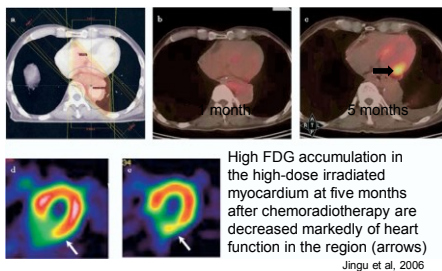 a
b
c
month
5 months
d
High FDG accumulation in
the high-dose irradiated
myocardium at five months
after chemoradiotherapy are
decreased markedly of heart
function in the region (arrows)
Jingu et al, 2006